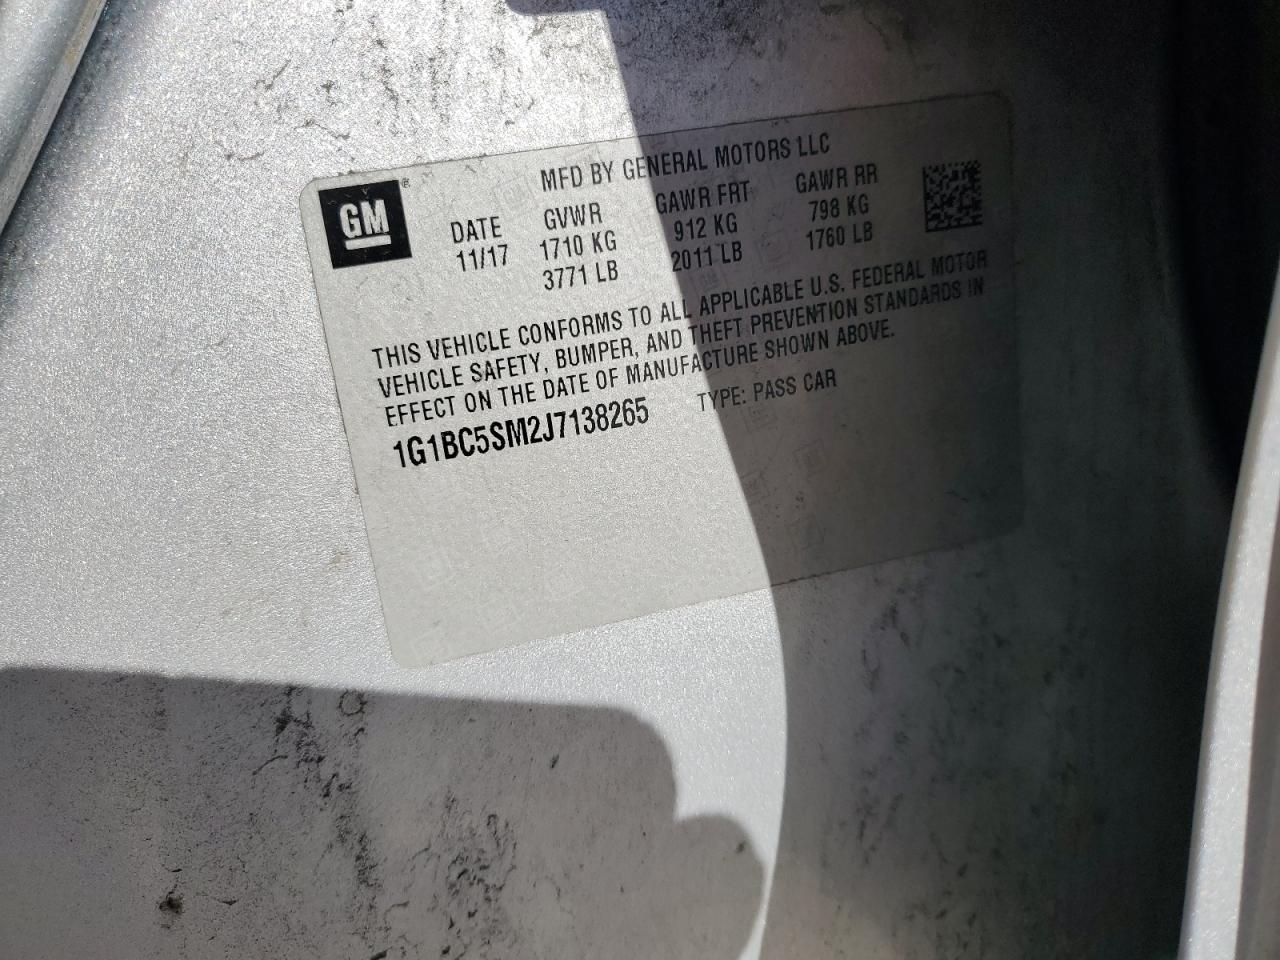 MFD BY GENERAL MOTORS LLC
GM ®
DATE GVWR GAWR FRT GAWR RR
11/17 1710 KG 912 KG 798 KG
3771 LB 2011 LB 1760 LB
THIS VEHICLE CONFORMS TO ALL APPLICABLE U.S. FEDERAL MOTOR
VEHICLE SAFETY, BUMPER, AND THEFT PREVENTION STANDARDS IN
EFFECT ON THE DATE OF MANUFACTURE SHOWN ABOVE.
1G1BC5SM2J7138265 TYPE: PASS CAR